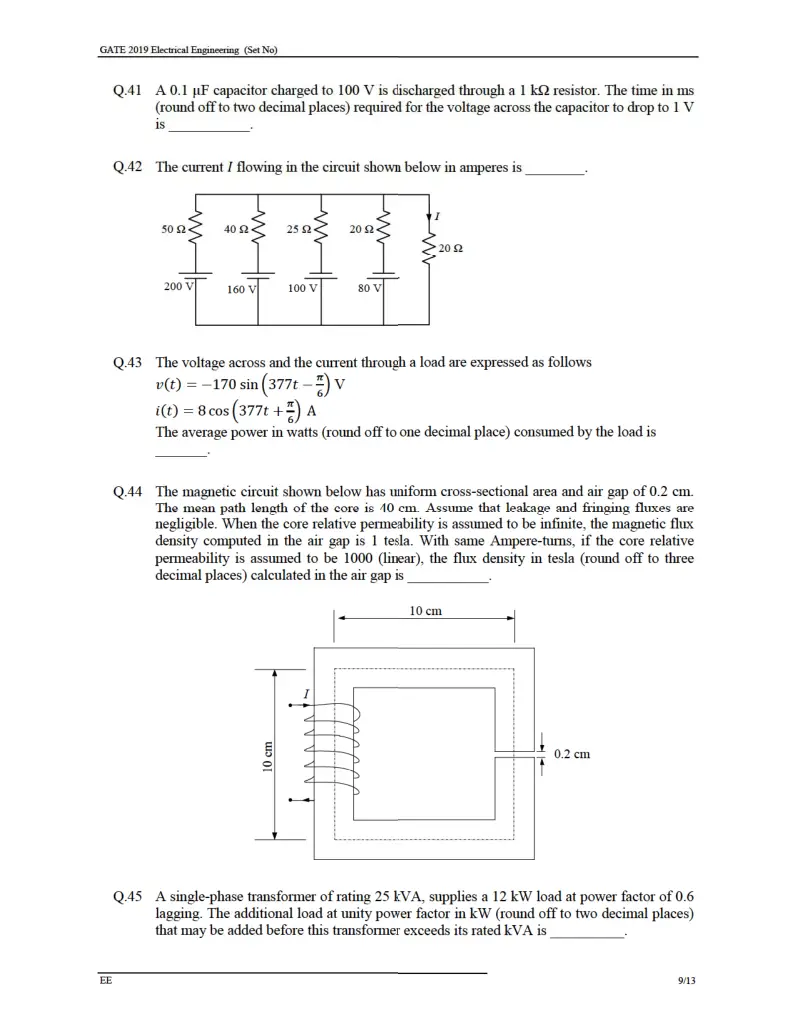 GATE 2019 Electrical Engineering (Set No)
Q.41 A 0.1 μF capacitor charged to 100 V is discharged through a 1 kΩ resistor. The time in ms
(round off to two decimal places) required for the voltage across the capacitor to drop to 1 V
is ___________.
Q.42 The current I flowing in the circuit shown below in amperes is ________.
I
50 Ω 40 Ω 25 Ω 20 Ω
20 Ω
200 V 160 V 100 V 80 V
Q.43 The voltage across and the current through a load are expressed as follows
v(t) = −170 sin (377t − π/6) V
i(t) = 8 cos (377t + π/6) A
The average power in watts (round off to one decimal place) consumed by the load is
_______.
Q.44 The magnetic circuit shown below has uniform cross-sectional area and air gap of 0.2 cm.
The mean path length of the core is 40 cm. Assume that leakage and fringing fluxes are
negligible. When the core relative permeability is assumed to be infinite, the magnetic flux
density computed in the air gap is 1 tesla. With same Ampere-turns, if the core relative
permeability is assumed to be 1000 (linear), the flux density in tesla (round off to three
decimal places) calculated in the air gap is ___________.
10 cm
I
10 cm
0.2 cm
Q.45 A single-phase transformer of rating 25 kVA, supplies a 12 kW load at power factor of 0.6
lagging. The additional load at unity power factor in kW (round off to two decimal places)
that may be added before this transformer exceeds its rated kVA is __________.
EE 9/13